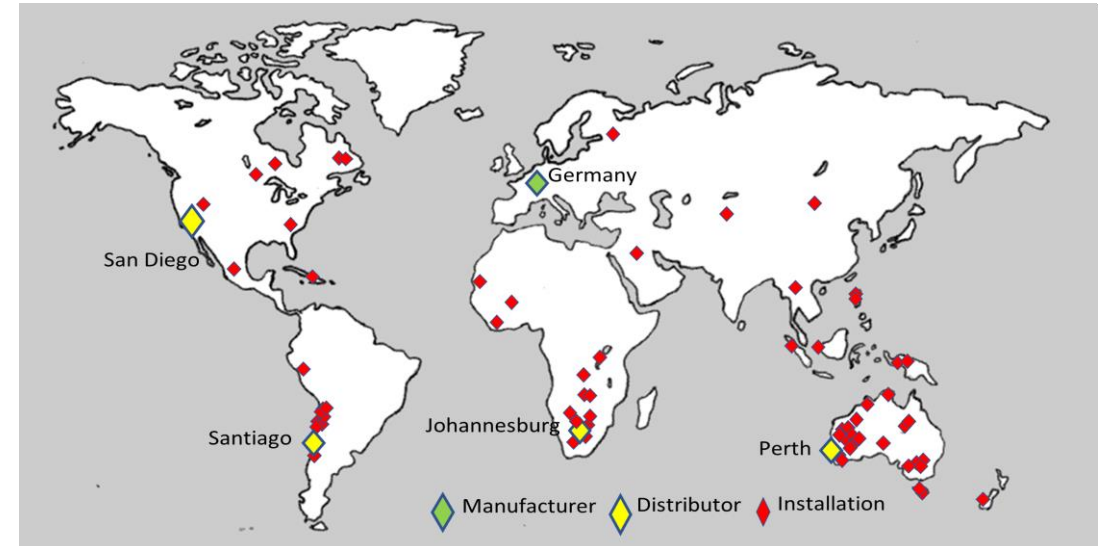 Germany
San Diego
Santiago
Johannesburg
Perth
Manufacturer
Distributor
Installation